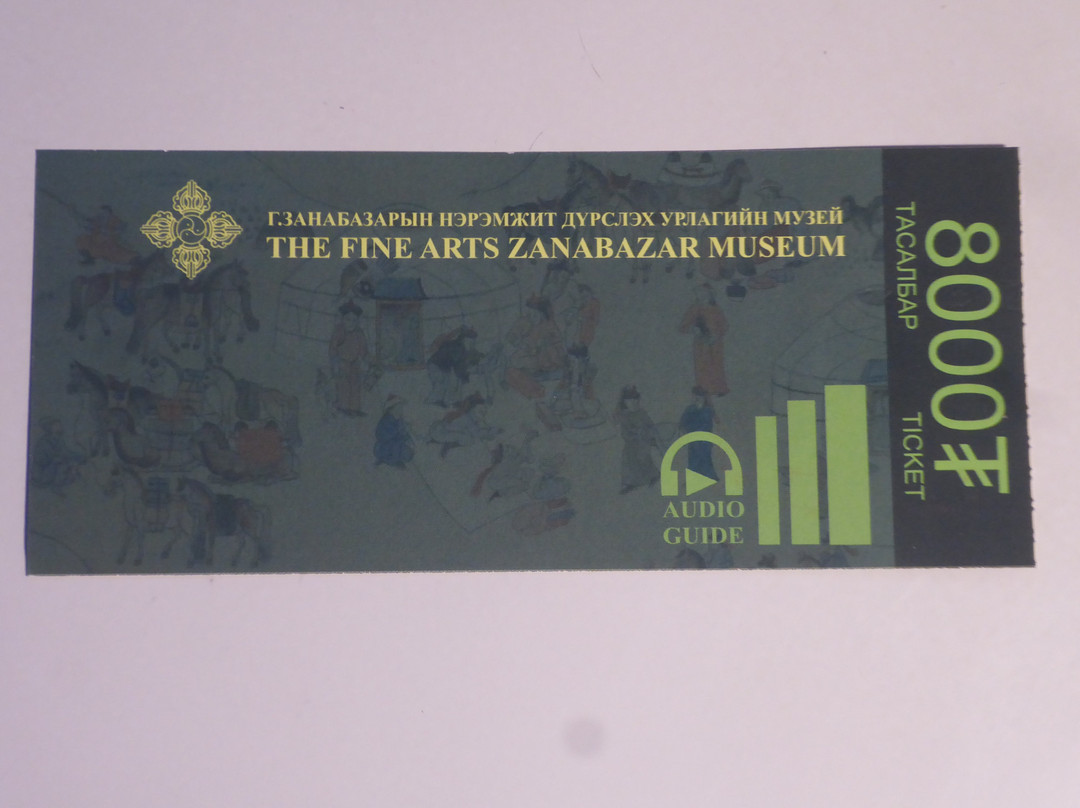 Г.ЗАНАБАЗАРЫН НЭРЭМЖИТ ДҮРСЛЭХ УРЛАГИЙН МУЗЕЙ
THE FINE ARTS ZANABAZAR MUSEUM
AUDIO
GUIDE
8000₮
ТАСАЛБАР TICKET